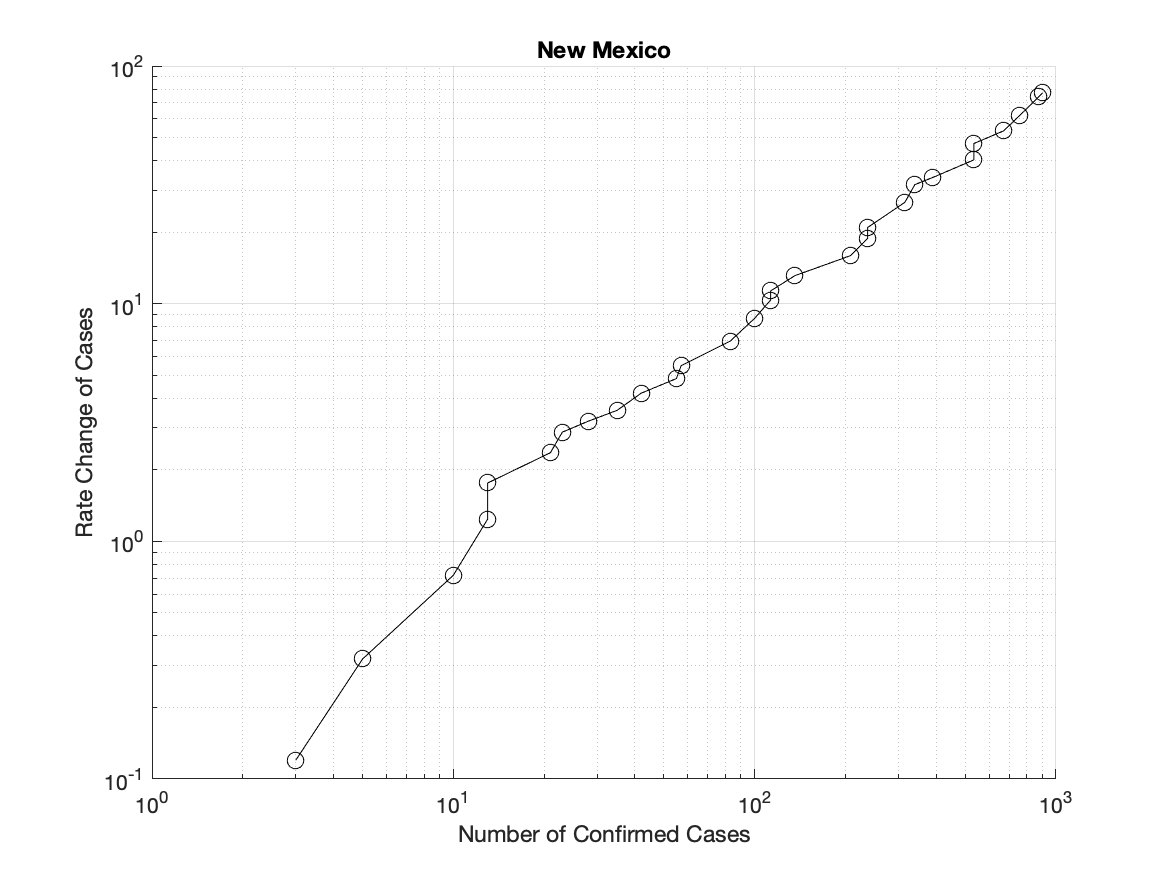 New Mexico
10^2
10^1
10^0
10^-1
Rate Change of Cases
10^0 10^1 10^2 10^3
Number of Confirmed Cases